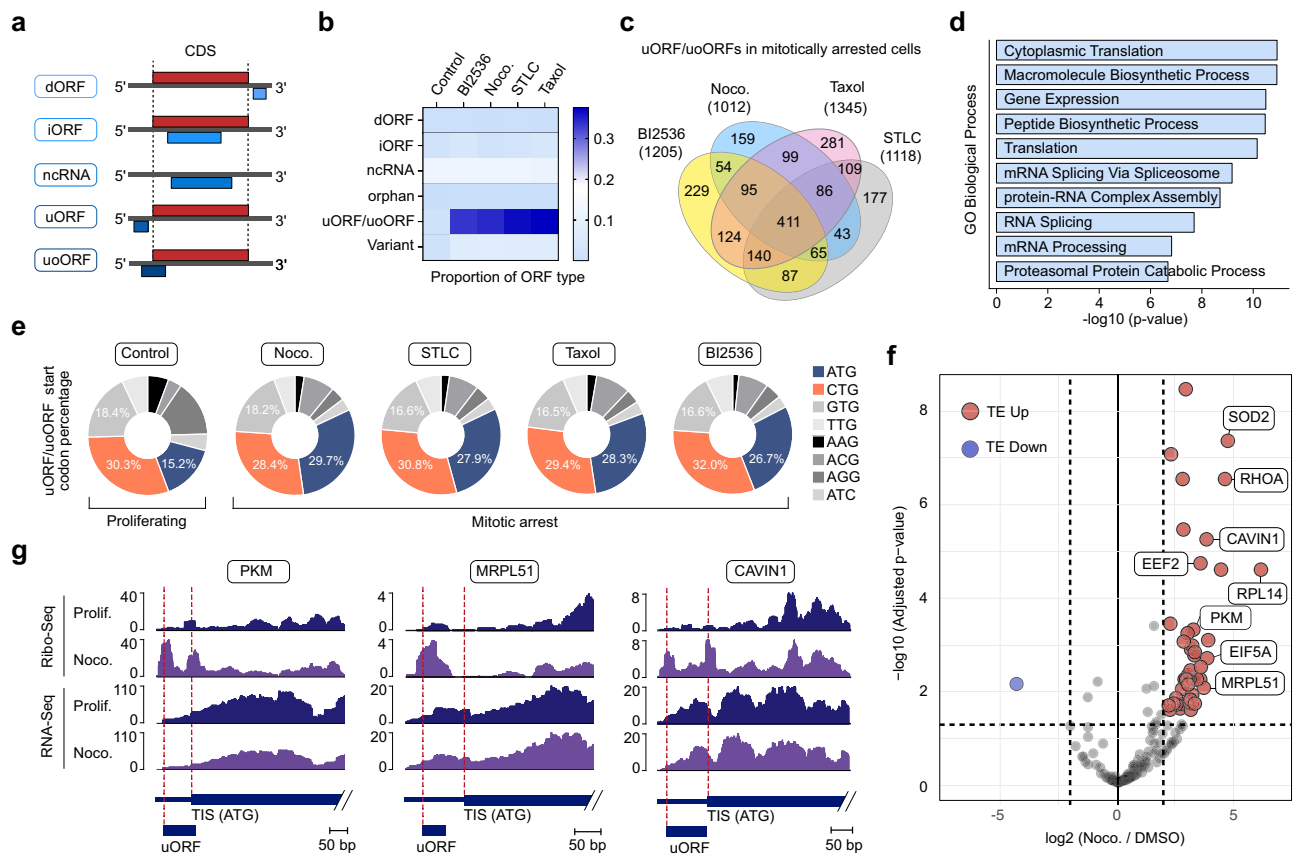 a
CDS
dORF
5' 3'
iORF
5' 3'
ncRNA
5' 3'
uORF
5' 3'
uoORF
5' 3'
b
Control
BI2536
Noco.
STLC
Taxol
dORF
iORF
ncRNA
orphan
uORF/uoORF
Variant
0.3
0.2
0.1
Proportion of ORF type
c
uORF/uoORFs in mitotically arrested cells
Noco.
(1012)
Taxol
(1345)
BI2536
(1205)
STLC
(1118)
159
281
99
54
109
229
95
86
177
411
124
43
140
65
87
d
GO Biological Process
Cytoplasmic Translation
Macromolecule Biosynthetic Process
Gene Expression
Peptide Biosynthetic Process
Translation
mRNA Splicing Via Spliceosome
protein-RNA Complex Assembly
RNA Splicing
mRNA Processing
Proteasomal Protein Catabolic Process
0 2 4 6 8 10
-log10 (p-value)
e
uORF/uoORF start
codon percentage
Control
18.4%
30.3%
15.2%
Noco.
18.2%
28.4%
29.7%
STLC
16.6%
30.8%
27.9%
Taxol
16.5%
29.4%
28.3%
BI2536
16.6%
32.0%
26.7%
ATG
CTG
GTG
TTG
AAG
ACG
AGG
ATC
Proliferating
Mitotic arrest
f
TE Up
TE Down
SOD2
RHOA
CAVIN1
EEF2
RPL14
PKM
EIF5A
MRPL51
8
6
4
2
0
-5 0 5
−log10 (Adjusted p−value)
log2 (Noco. / DMSO)
g
PKM
MRPL51
CAVIN1
Ribo-Seq
Prolif.
Noco.
RNA-Seq
Prolif.
Noco.
40
0
40
0
110
0
110
0
4
0
4
0
20
0
20
0
8
0
8
0
20
0
20
0
TIS (ATG)
uORF
50 bp
TIS (ATG)
uORF
50 bp
TIS (ATG)
uORF
50 bp